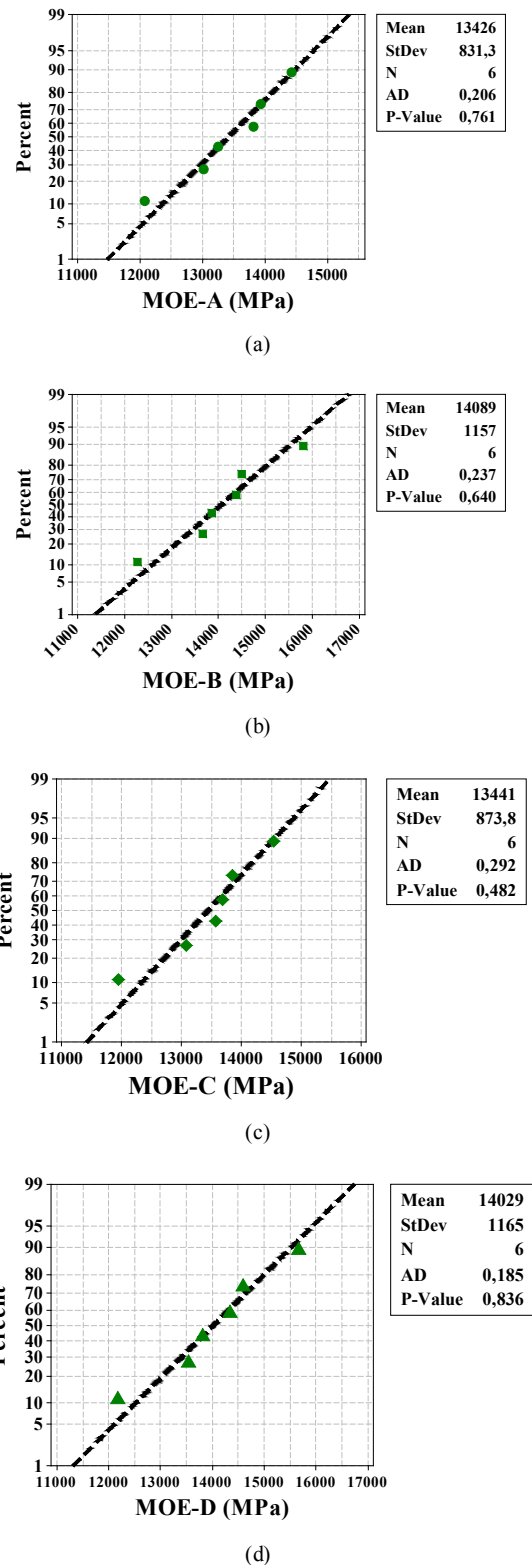 99
95
90
80
70
60
50
40
30
20
10
5
1
Percent
11000 12000 13000 14000 15000
MOE-A (MPa)
Mean 13426
StDev 831,3
N 6
AD 0,206
P-Value 0,761
(a)
99
95
90
80
70
60
50
40
30
20
10
5
1
Percent
11000 12000 13000 14000 15000 16000 17000
MOE-B (MPa)
Mean 14089
StDev 1157
N 6
AD 0,237
P-Value 0,640
(b)
99
95
90
80
70
60
50
40
30
20
10
5
1
Percent
11000 12000 13000 14000 15000 16000
MOE-C (MPa)
Mean 13441
StDev 873,8
N 6
AD 0,292
P-Value 0,482
(c)
99
95
90
80
70
60
50
40
30
20
10
5
1
Percent
11000 12000 13000 14000 15000 16000 17000
MOE-D (MPa)
Mean 14029
StDev 1165
N 6
AD 0,185
P-Value 0,836
(d)